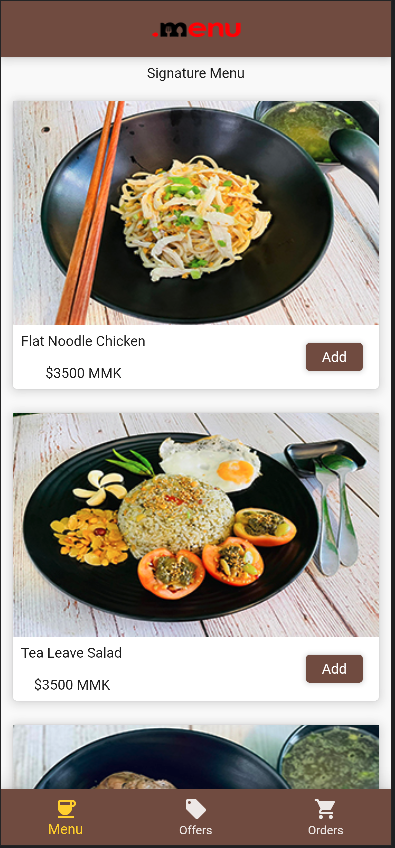 .menu
Signature Menu
Flat Noodle Chicken
Add
$3500 MMK
Tea Leave Salad
Add
$3500 MMK
Menu
Offers
Orders